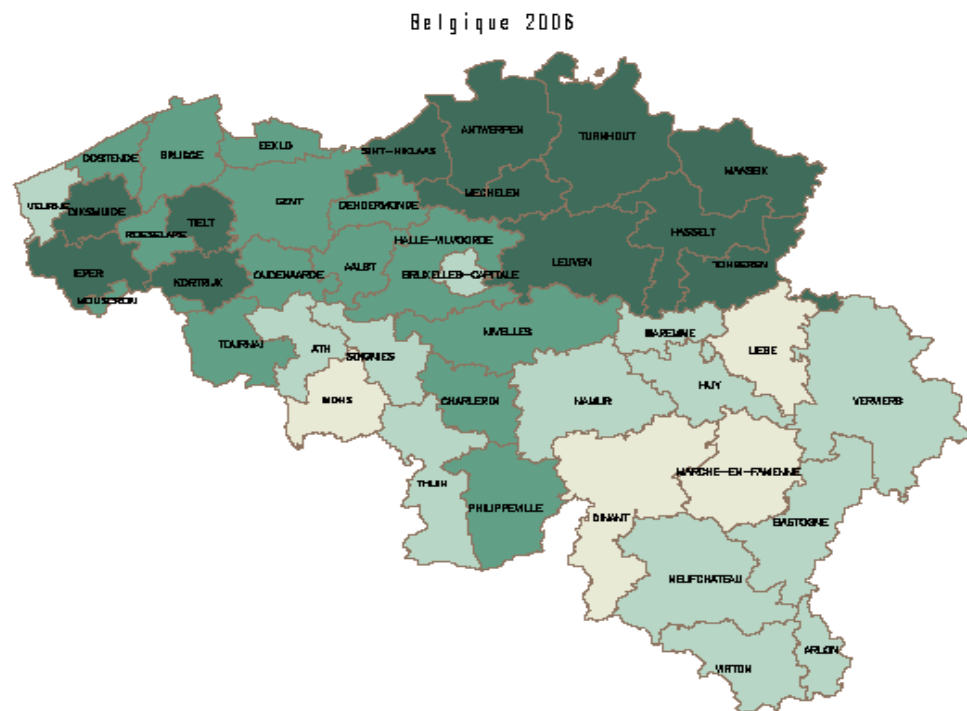 Belgique 2006
ANTWERPEN
TURNHOUT
EEKLO
SINT-NIKLAAS
BRUGGE
OOSTENDE
MAASEIK
MECHELEN
GENT
DENDERMONDE
VEURNE
DIKSMUIDE
TIELT
ROESELARE
HASSELT
HALLE-VILVOORDE
LEUVEN
AALST
TONGEREN
IEPER
KORTRIJK
OUDENAARDE
BRUXELLES-CAPITALE
MOUSCRON
NIVELLES
WAREMME
TOURNAI
ATH
SOIGNIES
LIEGE
HUY
MONS
CHARLEROI
NAMUR
VERVIERS
MARCHE-EN-FAMENNE
THUIN
PHILIPPEVILLE
DINANT
BASTOGNE
NEUFCHATEAU
ARLON
VIRTON